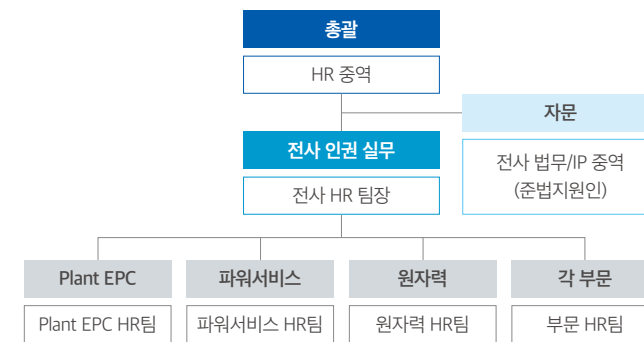 총괄
HR 중역
자문
전사 인권 실무
전사 법무/IP 중역
(준법지원인)
전사 HR 팀장
Plant EPC
파워서비스
원자력
각 부문
Plant EPC HR팀
파워서비스 HR팀
원자력 HR팀
부문 HR팀